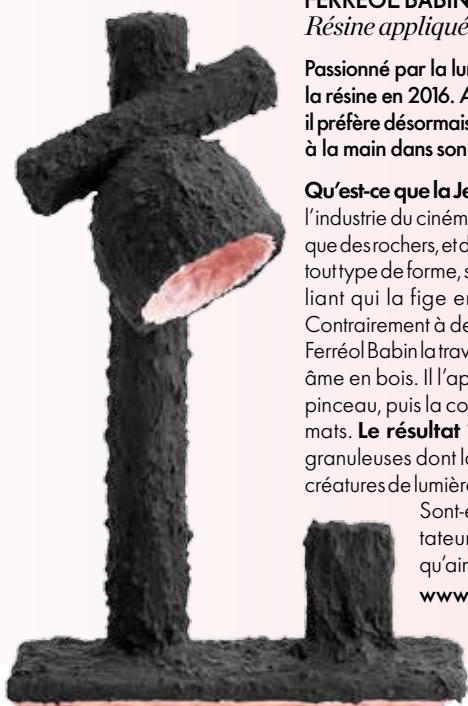 FERRÉOL BABIN
Résine appliqué
Passionné par la lu
la résine en 2016. A
il préfère désormais
à la main dans son
Qu'est-ce que la Je
l'industrie du ciném
que des rochers, et d
tout type de forme, s
liant qui la fige e
Contrairement à de
Ferréol Babin la trav
âme en bois. Il l'ap
pinceau, puis la co
mats. Le résultat
granuleuses dont l
créatures de lumière
Sont-e
tateur
qu'ain
www